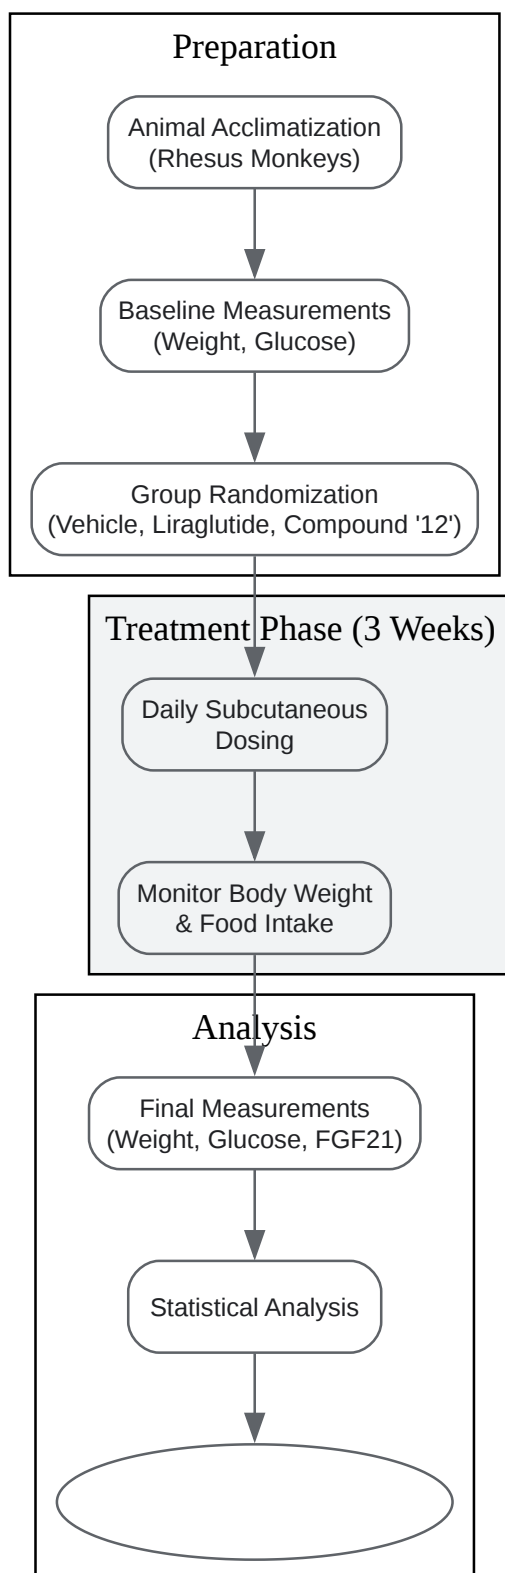 Preparation
Animal Acclimatization
(Rhesus Monkeys)
Baseline Measurements
(Weight, Glucose)
Group Randomization
(Vehicle, Liraglutide, Compound '12')
Treatment Phase (3 Weeks)
Daily Subcutaneous
Dosing
Monitor Body Weight
& Food Intake
Analysis
Final Measurements
(Weight, Glucose, FGF21)
Statistical Analysis